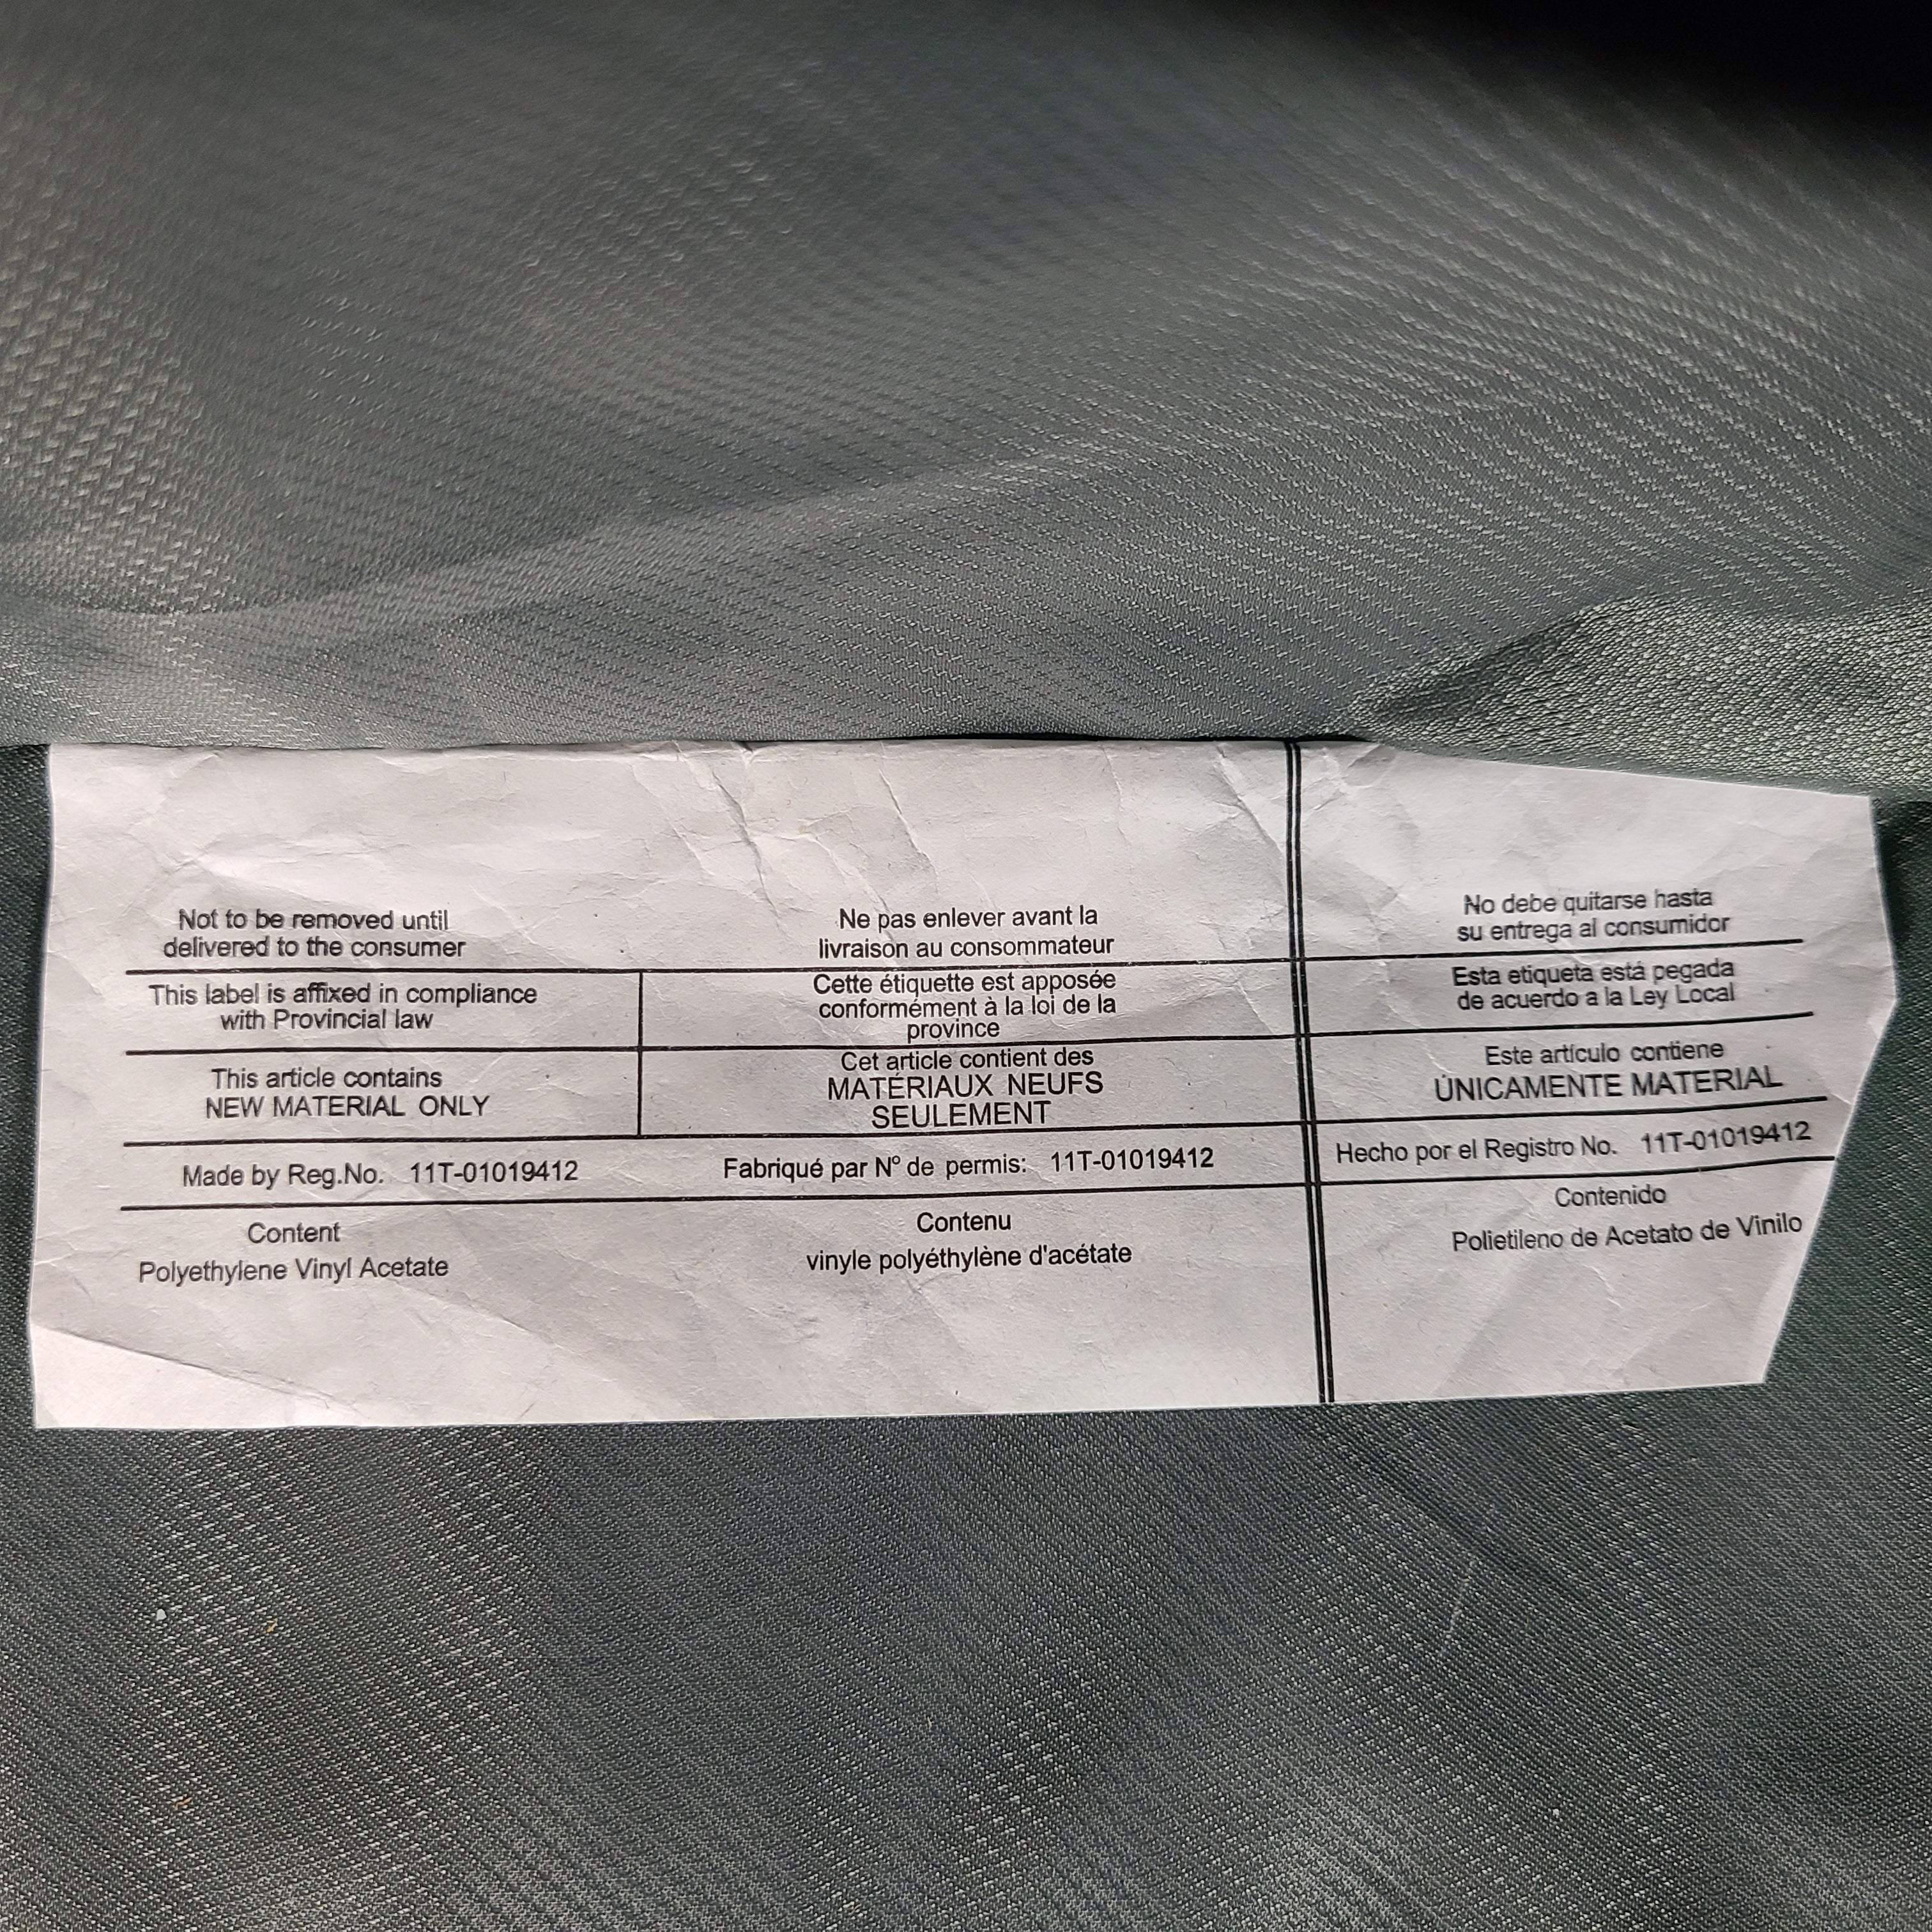 Not to be removed until
delivered to the consumer
This label is affixed in compliance
with Provincial law
This article contains
NEW MATERIAL ONLY
Made by Reg.No. 11T-01019412
Content
Polyethylene Vinyl Acetate
Ne pas enlever avant la
livraison au consommateur
Cette étiquette est apposée
conformément à la loi de la
province
Cet article contient des
MATÉRIAUX NEUFS
SEULEMENT
Fabriqué par N° de permis: 11T-01019412
Contenu
vinyle polyéthylène d'acétate
No debe quitarse hasta
su entrega al consumidor
Esta etiqueta está pegada
de acuerdo a la Ley Local
Este artículo contiene
ÚNICAMENTE MATERIAL
Hecho por el Registro No. 11T-01019412
Contenido
Polietileno de Acetato de Vinilo